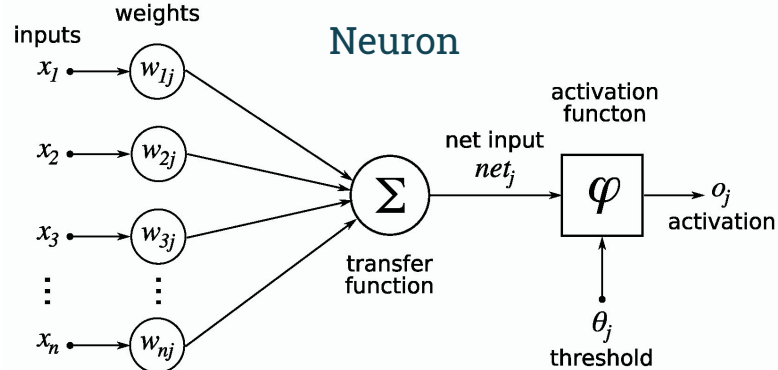 Neuron
inputs
weights
x1
w1j
x2
w2j
x3
w3j
⋮
⋮
xn
wnj
Σ
transfer
function
net input
netj
activation
functon
φ
oj
activation
θj
threshold